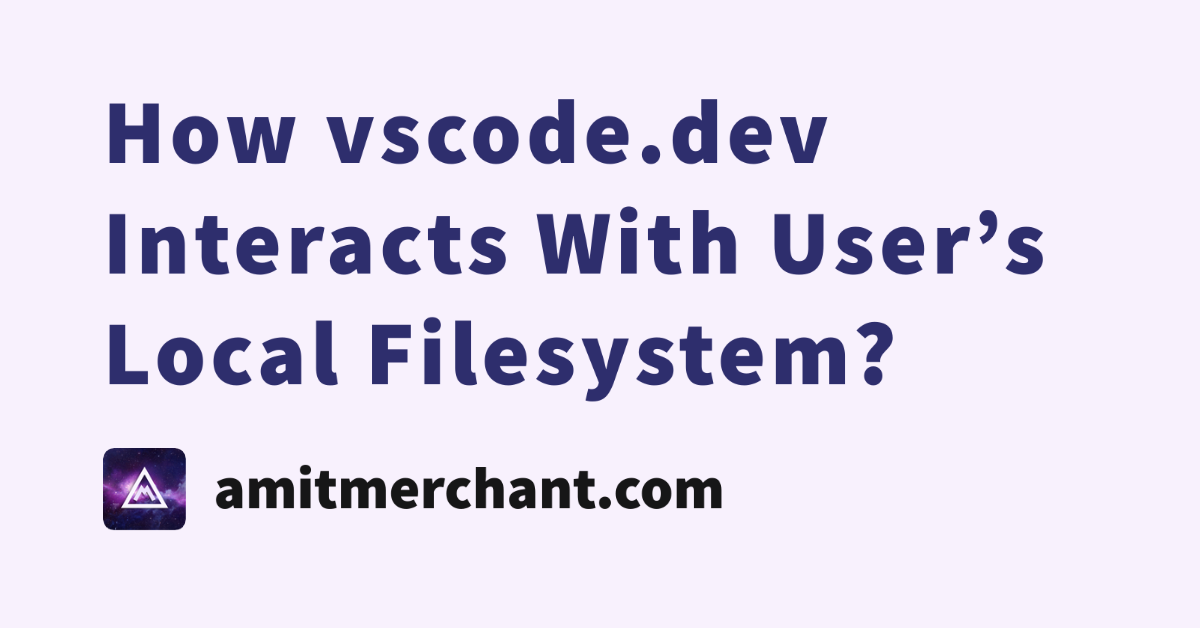 How vscode.dev
Interacts With User’s
Local Filesystem?
amitmerchant.com